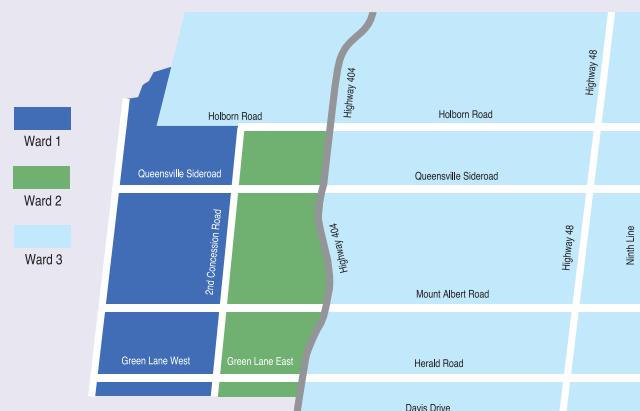 Ward 1
Ward 2
Ward 3
Highway 404
Highway 48
Holborn Road
Holborn Road
Queensville Sideroad
Queensville Sideroad
2nd Concession Road
Highway 404
Highway 48
Ninth Line
Mount Albert Road
Green Lane West
Green Lane East
Herald Road
Davis Drive